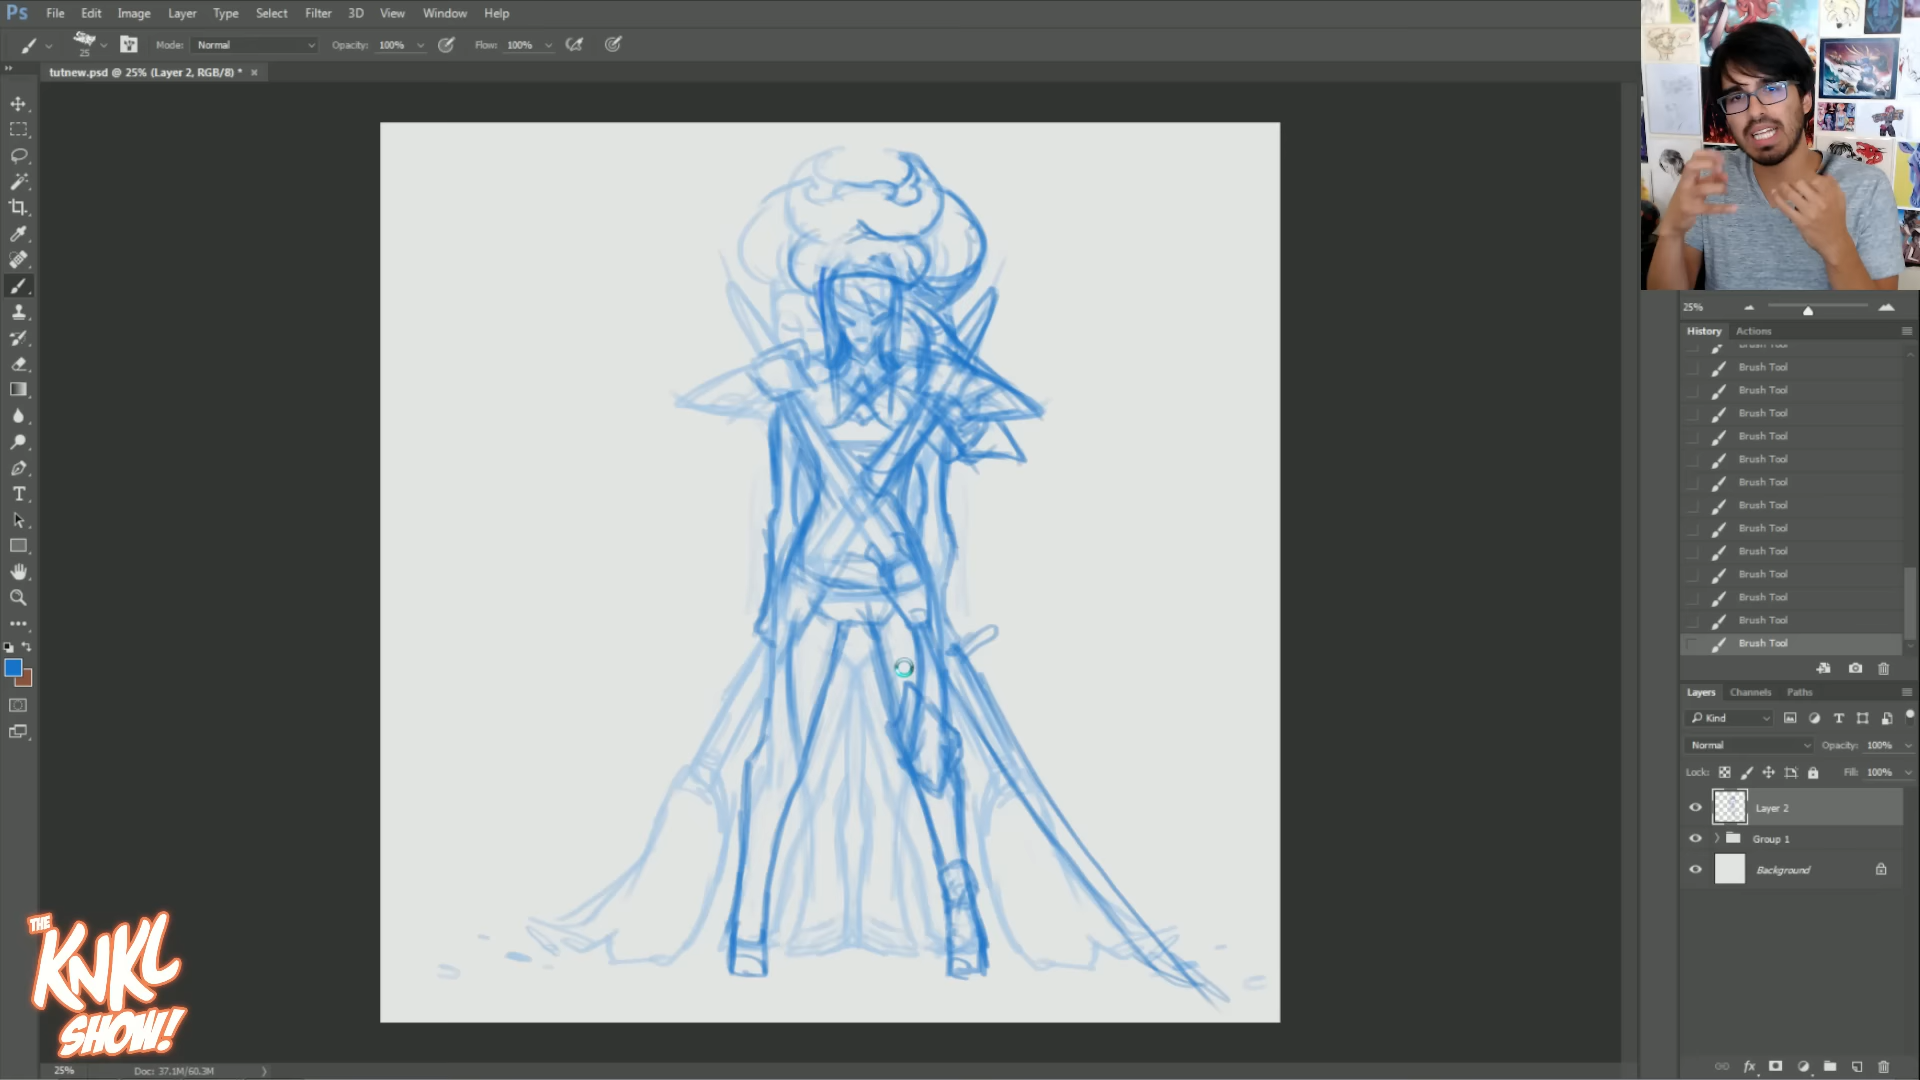 Ps File Edit Image Layer Type Select Filter 3D View Window Help
25 Mode: Normal Opacity: 100% Flow: 100%
tutnew.psd @ 25% (Layer 2, RGB/8) * ×
25%
History Actions
Brush Tool
Brush Tool
Brush Tool
Brush Tool
Brush Tool
Brush Tool
Brush Tool
Brush Tool
Brush Tool
Brush Tool
Brush Tool
Brush Tool
Brush Tool
Brush Tool
Layers Channels Paths
Kind
Normal Opacity: 100%
Lock: Fill: 100%
Layer 2
Group 1
Background
fx
THE
KNKL
SHOW!
25% Doc: 37.1M/60.3M